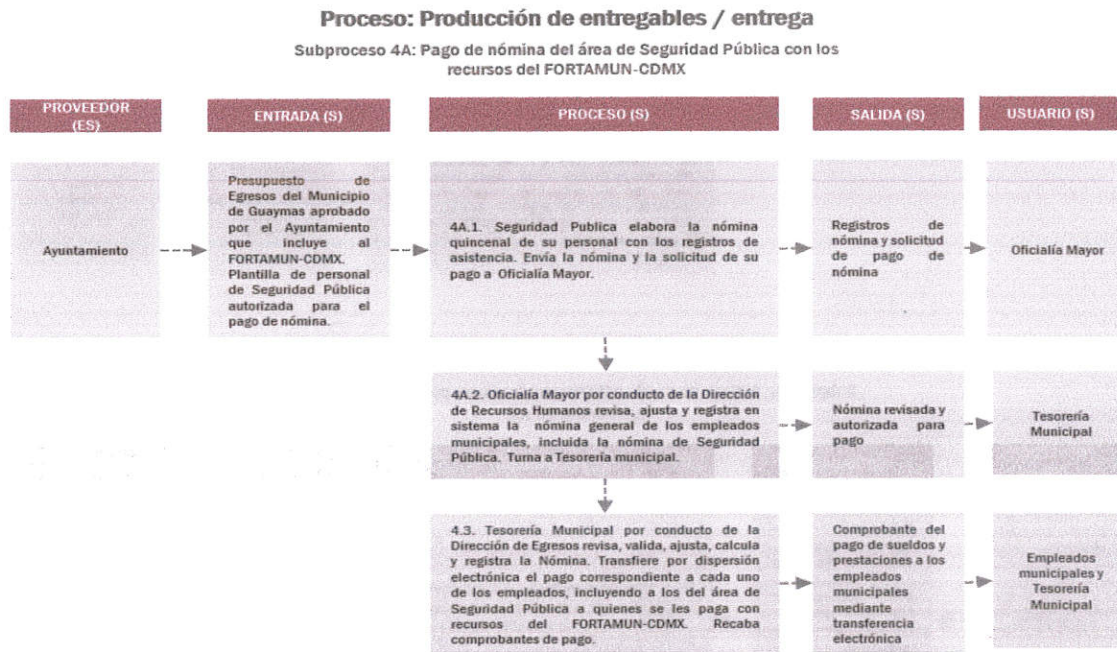 Proceso: Producción de entregables / entrega
Subproceso 4A: Pago de nómina del área de Seguridad Pública con los
recursos del FORTAMUN-CDMX
PROVEEDOR
(ES)
ENTRADA (S)
PROCESO (S)
SALIDA (S)
USUARIO (S)
Ayuntamiento
Presupuesto de
Egresos del Municipio
de Guaymas aprobado
por el Ayuntamiento
que incluye al
FORTAMUN-CDMX.
Plantilla de personal
de Seguridad Pública
autorizada para el
pago de nómina.
4A.1. Seguridad Publica elabora la nómina
quincenal de su personal con los registros de
asistencia. Envía la nómina y la solicitud de su
pago a Oficialía Mayor.
Registros de
nómina y solicitud
de pago de
nómina
Oficialía Mayor
4A.2. Oficialía Mayor por conducto de la Dirección
de Recursos Humanos revisa, ajusta y registra en
sistema la nómina general de los empleados
municipales, incluida la nómina de Seguridad
Pública. Turna a Tesorería municipal.
Nómina revisada y
autorizada para
pago
Tesorería
Municipal
4.3. Tesorería Municipal por conducto de la
Dirección de Egresos revisa, valida, ajusta, calcula
y registra la Nómina. Transfiere por dispersión
electrónica el pago correspondiente a cada uno
de los empleados, incluyendo a los del área de
Seguridad Pública a quienes se les paga con
recursos del FORTAMUN-CDMX. Recaba
comprobantes de pago.
Comprobante del
pago de sueldos y
prestaciones a los
empleados
municipales
mediante
transferencia
electrónica
Empleados
municipales y
Tesorería
Municipal